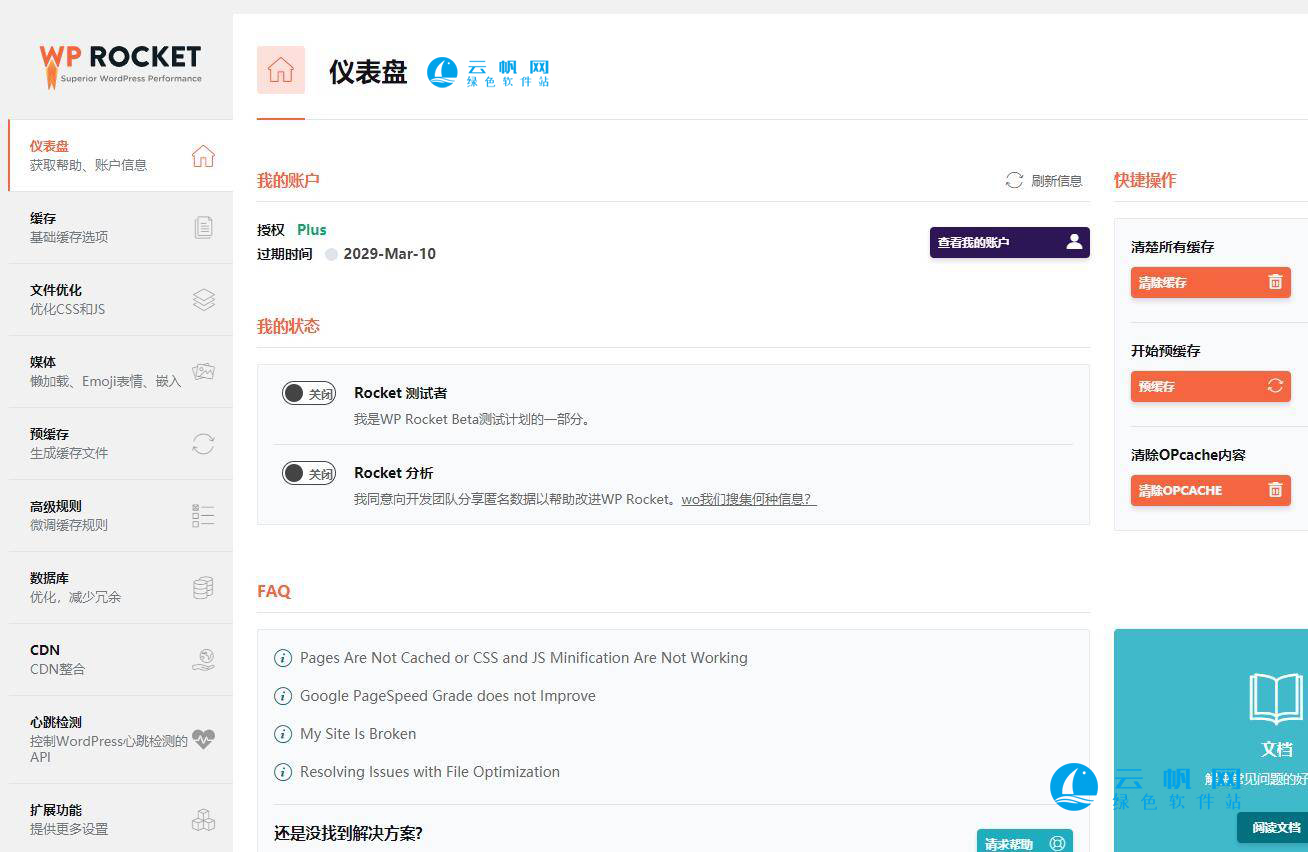 WP ROCKET
Superior WordPress Performance
仪表盘
获取帮助、账户信息
缓存
基础缓存选项
文件优化
优化CSS和JS
媒体
懒加载、Emoji表情、嵌入
预缓存
生成缓存文件
高级规则
微调缓存规则
数据库
优化，减少冗余
CDN
CDN整合
心跳检测
控制WordPress心跳检测的
API
扩展功能
提供更多设置
仪表盘
云帆网
绿色软件站
我的账户
刷新信息
授权 Plus
过期时间 2029-Mar-10
查看我的账户
我的状态
关闭 Rocket 测试者
我是WP Rocket Beta测试计划的一部分。
关闭 Rocket 分析
我同意向开发团队分享匿名数据以帮助改进WP Rocket。wo我们搜集何种信息？
FAQ
Pages Are Not Cached or CSS and JS Minification Are Not Working
Google PageSpeed Grade does not Improve
My Site Is Broken
Resolving Issues with File Optimization
还是没找到解决方案?
请求帮助
快捷操作
清楚所有缓存
清除缓存
开始预缓存
预缓存
清除OPcache内容
清除OPCACHE
文档
见问题的好
云帆网
绿色软件站
阅读文档